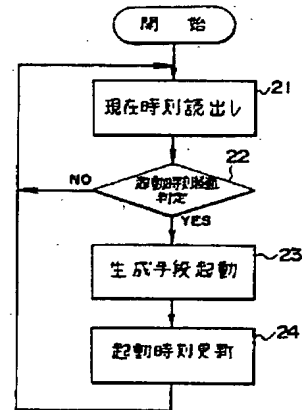 開始
現在時刻読出し
21
22
起動時刻経過
判定
NO
YES
生成手段起動
23
起動時刻更新
24